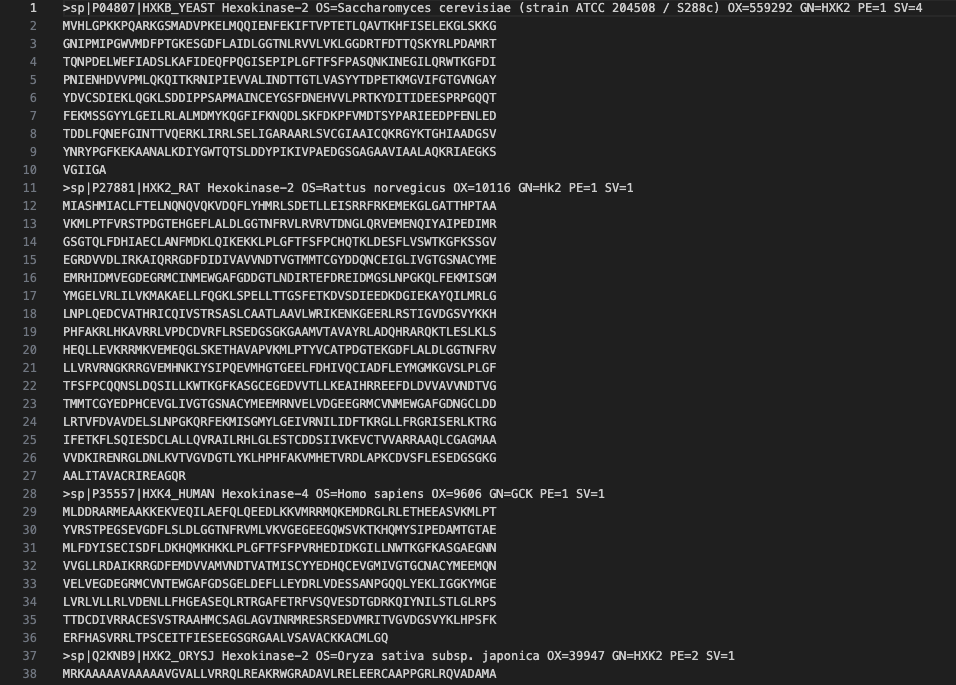 1 >sp|P04807|HXKB_YEAST Hexokinase-2 OS=Saccharomyces cerevisiae (strain ATCC 204508 / S288c) OX=559292 GN=HXK2 PE=1 SV=4
2 MVHLGPKKPQARKGSMADVPKELMQQIENFEKIFTVPTETLQAVTKHFISELEKGLSKKG
3 GNIPMIPGWVMDFPTGKESGDFLAIDLGGTNLRVVLVKLGGDRTFDTTQSKYRLPDAMRT
4 TQNPDELWEFIADSLKAFIDEQFPQGISEPIPLGFTFSFPASQNKINEGILQRWTKGFDI
5 PNIENHDVVPMLQKQITKRNIPIEVVALINDTTGTLVASYYTDPETKMGVIFGTGVNGAY
6 YDVCSDIEKLQGKLSDDIPPSAPMAINCEYGSFDNEHVVLPRTKYDITIDEESPRPGQQT
7 FEKMSSGYYLGEILRLALMDMYKQGFIFKNQDLSKFDKPFVMDTSYPARIEEDPFENLED
8 TDDLFQNEFGINTTVQERKLIRRLSELIGARAARLSVCGIAAICQKRGYKTGHIAADGSV
9 YNRYPGFKEKAANALKDIYGWTQTSLDDYPIKIVPAEDGSGAGAAVIAALAQKRIAEGKS
10 VGIIGA
11 >sp|P27881|HXK2_RAT Hexokinase-2 OS=Rattus norvegicus OX=10116 GN=Hk2 PE=1 SV=1
12 MIASHMIACLFTELNQNQVQKVDQFLYHMRLSDETLLEISRRFRKEMEKGLGATTHPTAA
13 VKMLPTFVRSTPDGTEHGEFLALDLGGTNFRVLRVRVTDNGLQRVEMENQIYAIPEDIMR
14 GSGTQLFDHIAECLANFMDKLQIKEKKLPLGFTFSFPCHQTKLDESFLVSWTKGFKSSGV
15 EGRDVVDLIRKAIQRRGDFDIDIVAVVNDTVGTMMTCGYDDQNCEIGLIVGTGSNACYME
16 EMRHIDMVEGDEGRMCINMEWGAFGDDGTLNDIRTEFDREIDMGSLNPGKQLFEKMISGM
17 YMGELVRLILVKMAKAELLFQGKLSPELLTTGSFETKDVSDIEEDKDGIEKAYQILMRLG
18 LNPLQEDCVATHRICQIVSTRSASLCAATLAAVLWRIKENKGEERLRSTIGVDGSVYKKH
19 PHFAKRLHKAVRRLVPDCDVRFLRSEDGSGKGAAMVTAVAYRLADQHRARQKTLESLKLS
20 HEQLLEVKRRMKVEMEQGLSKETHAVAPVKMLPTYVCATPDGTEKGDFLALDLGGTNFRV
21 LLVRVRNGKRRGVEMHNKIYSIPQEVMHGTGEELFDHIVQCIADFLEYMGMKGVSLPLGF
22 TFSFPCQQNSLDQSILLKWTKGFKASGCEGEDVVTLLKEAIHRREEFDLDVVAVVNDTVG
23 TMMTCGYEDPHCEVGLIVGTGSNACYMEEMRNVELVDGEEGRMCVNMEWGAFGDNGCLDD
24 LRTVFDVAVDELSLNPGKQRFEKMISGMYLGEIVRNILIDFTKRGLLFRGRISERLKTRG
25 IFETKFLSQIESDCLALLQVRAILRHLGLESTCDDSIIVKEVCTVVARRAAQLCGAGMAA
26 VVDKIRENRGLDNLKVTVGVDGTLYKLHPHFAKVMHETVRDLAPKCDVSFLESEDGSGKG
27 AALITAVACRIREAGQR
28 >sp|P35557|HXK4_HUMAN Hexokinase-4 OS=Homo sapiens OX=9606 GN=GCK PE=1 SV=1
29 MLDDRARMEAAKKEKVEQILAEFQLQEEDLKKVMRRMQKEMDRGLRLETHEEASVKMLPT
30 YVRSTPEGSEVGDFLSLDLGGTNFRVMLVKVGEGEEGQWSVKTKHQMYSIPEDAMTGTAE
31 MLFDYISECISDFLDKHQMKHKKLPLGFTFSFPVRHEDIDKGILLNWTKGFKASGAEGNN
32 VVGLLRDAIKRRGDFEMDVVAMVNDTVATMISCYYEDHQCEVGMIVGTGCNACYMEEMQN
33 VELVEGDEGRMCVNTEWGAFGDSGELDEFLLEYDRLVDESSANPGQQLYEKLIGGKYMGE
34 LVRLVLLRLVDENLLFHGEASEQLRTRGAFETRFVSQVESDTGDRKQIYNILSTLGLRPS
35 TTDCDIVRRACESVSTRAAHMCSAGLAGVINRMRESRSEDVMRITVGVDGSVYKLHPSFK
36 ERFHASVRRLTPSCEITFIESEEGSGRGAALVSAVACKKACMLGQ
37 >sp|Q2KNB9|HXK2_ORYSJ Hexokinase-2 OS=Oryza sativa subsp. japonica OX=39947 GN=HXK2 PE=2 SV=1
38 MRKAAAAAVAAAAAVGVALLVRRQLREAKRWGRADAVLRELEERCAAPPGRLRQVADAMA